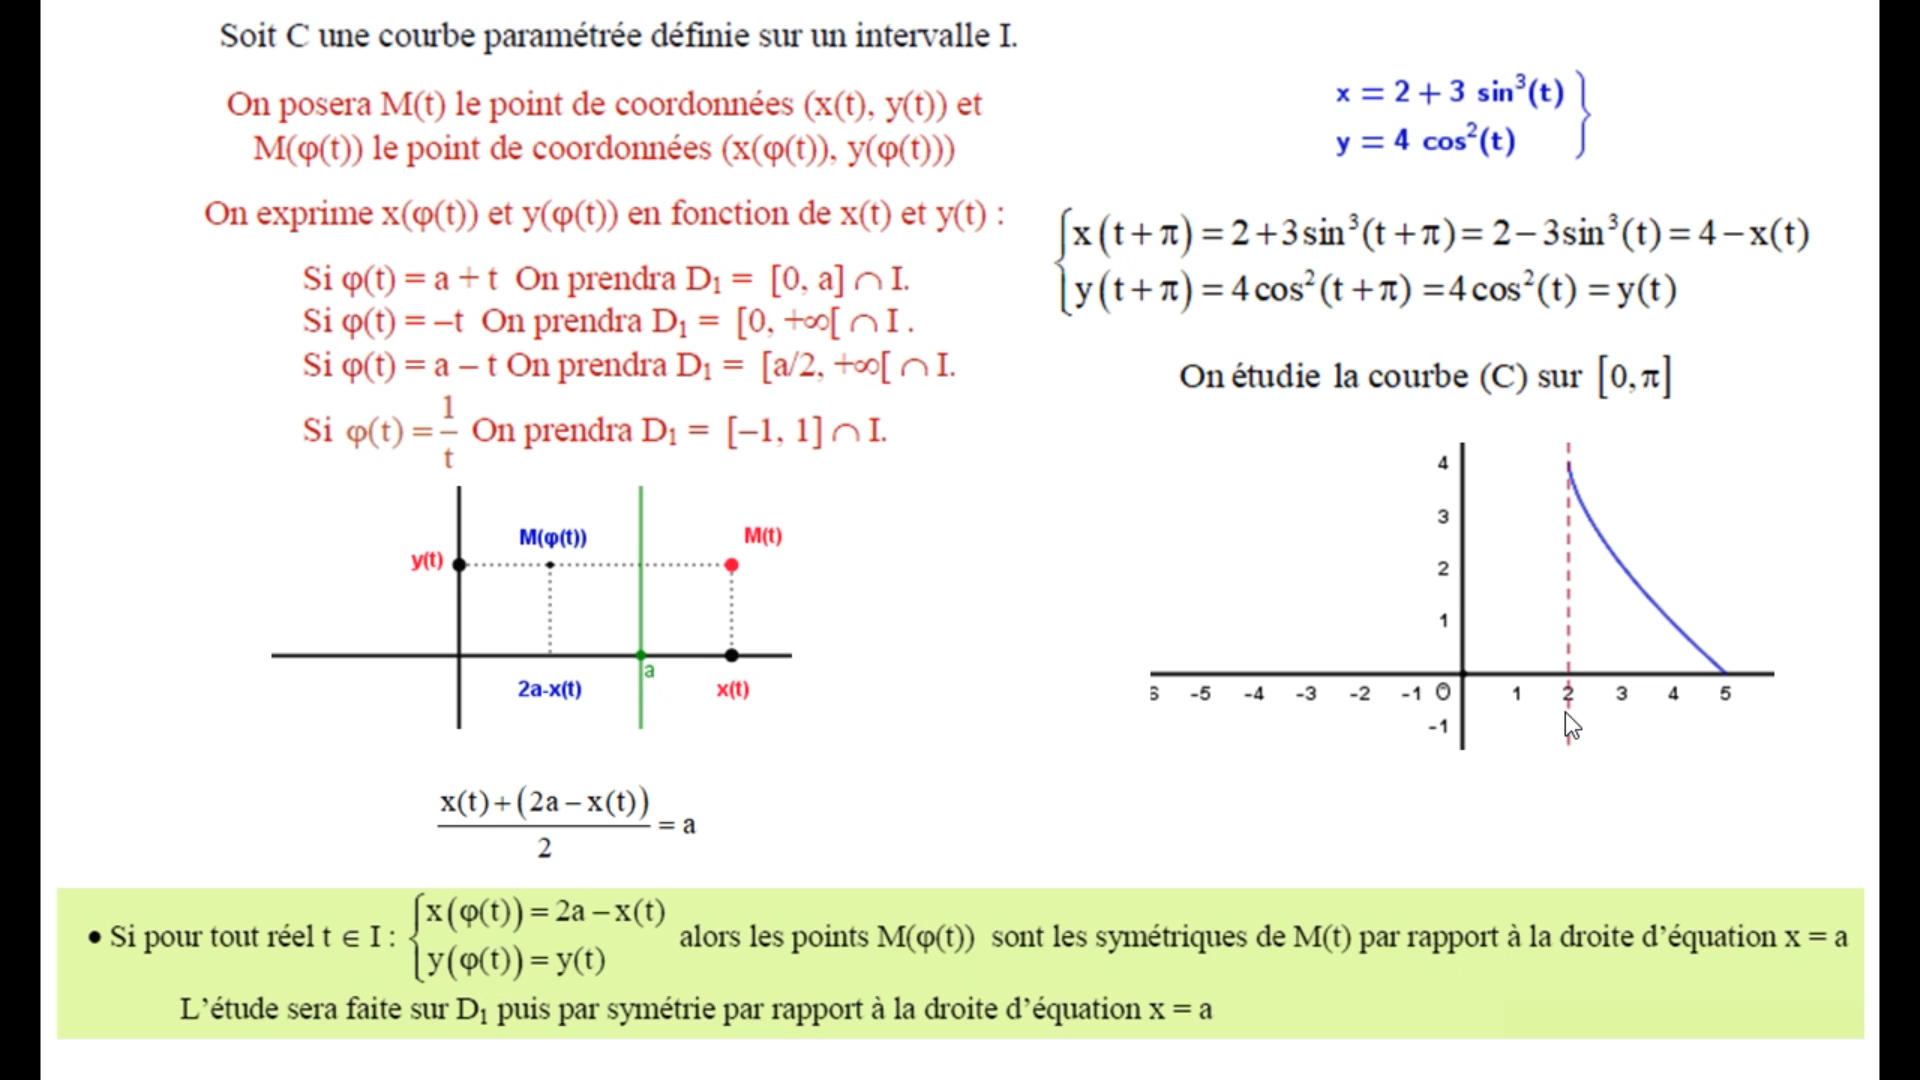 Soit C une courbe paramétrée définie sur un intervalle I.
On posera M(t) le point de coordonnées (x(t), y(t)) et
M(φ(t)) le point de coordonnées (x(φ(t)), y(φ(t)))
On exprime x(φ(t)) et y(φ(t)) en fonction de x(t) et y(t) :
Si φ(t) = a + t On prendra D₁ = [0, a] ∩ I.
Si φ(t) = –t On prendra D₁ = [0, +∞[ ∩ I .
Si φ(t) = a – t On prendra D₁ = [a/2, +∞[ ∩ I.
Si φ(t) = 1/t On prendra D₁ = [–1, 1] ∩ I.
M(φ(t))
M(t)
y(t)
a
2a-x(t)
x(t)
(x(t)+(2a – x(t)))/2 = a
x = 2 + 3 sin³(t) }
y = 4 cos²(t)
{ x(t + π) = 2 + 3sin³(t + π) = 2 – 3sin³(t) = 4 – x(t)
y(t + π) = 4cos²(t + π) = 4cos²(t) = y(t)
On étudie la courbe (C) sur [0, π]
4
3
2
1
6 -5 -4 -3 -2 -1 O 1 2 3 4 5
-1
• Si pour tout réel t ∈ I : { x(φ(t)) = 2a – x(t)
y(φ(t)) = y(t) alors les points M(φ(t)) sont les symétriques de M(t) par rapport à la droite d’équation x = a
L’étude sera faite sur D₁ puis par symétrie par rapport à la droite d’équation x = a